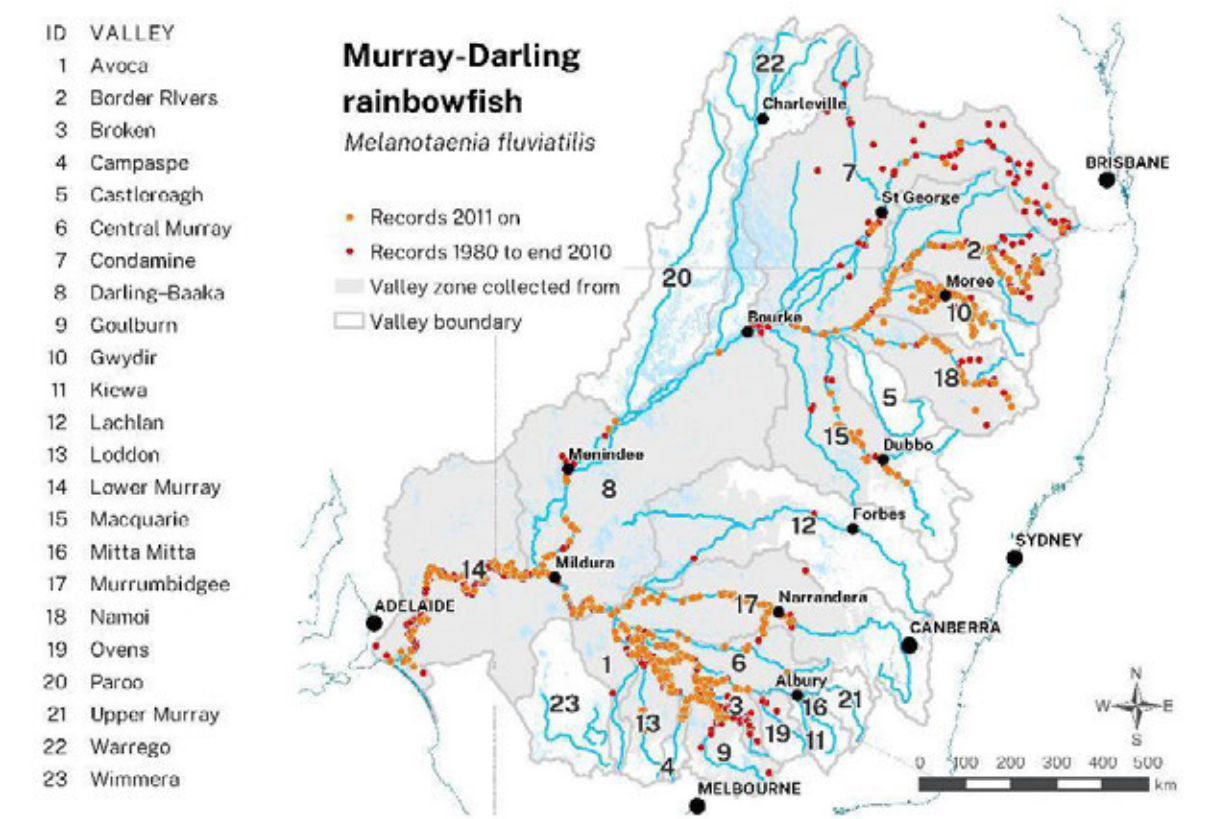 ID VALLEY
1 Avoca
2 Border Rivers
3 Broken
4 Campaspe
5 Castlereagh
6 Central Murray
7 Condamine
8 Darling–Baaka
9 Goulburn
10 Gwydir
11 Kiewa
12 Lachlan
13 Loddon
14 Lower Murray
15 Macquarie
16 Mitta Mitta
17 Murrumbidgee
18 Namoi
19 Ovens
20 Paroo
21 Upper Murray
22 Warrego
23 Wimmera
Murray-Darling
rainbowfish
Melanotaenia fluviatilis
Records 2011 on
Records 1980 to end 2010
Valley zone collected from
Valley boundary
22
Charleville
BRISBANE
7
St George
2
20
Moree
10
Bourke
18
5
15
Dubbo
Menindee
8
12
Forbes
SYDNEY
Mildura
14
17
Narrandera
ADELAIDE
CANBERRA
1
6
Albury
23
3
16
21
13
19
11
9
4
MELBOURNE
N
W E
S
0 100 200 300 400 500
km